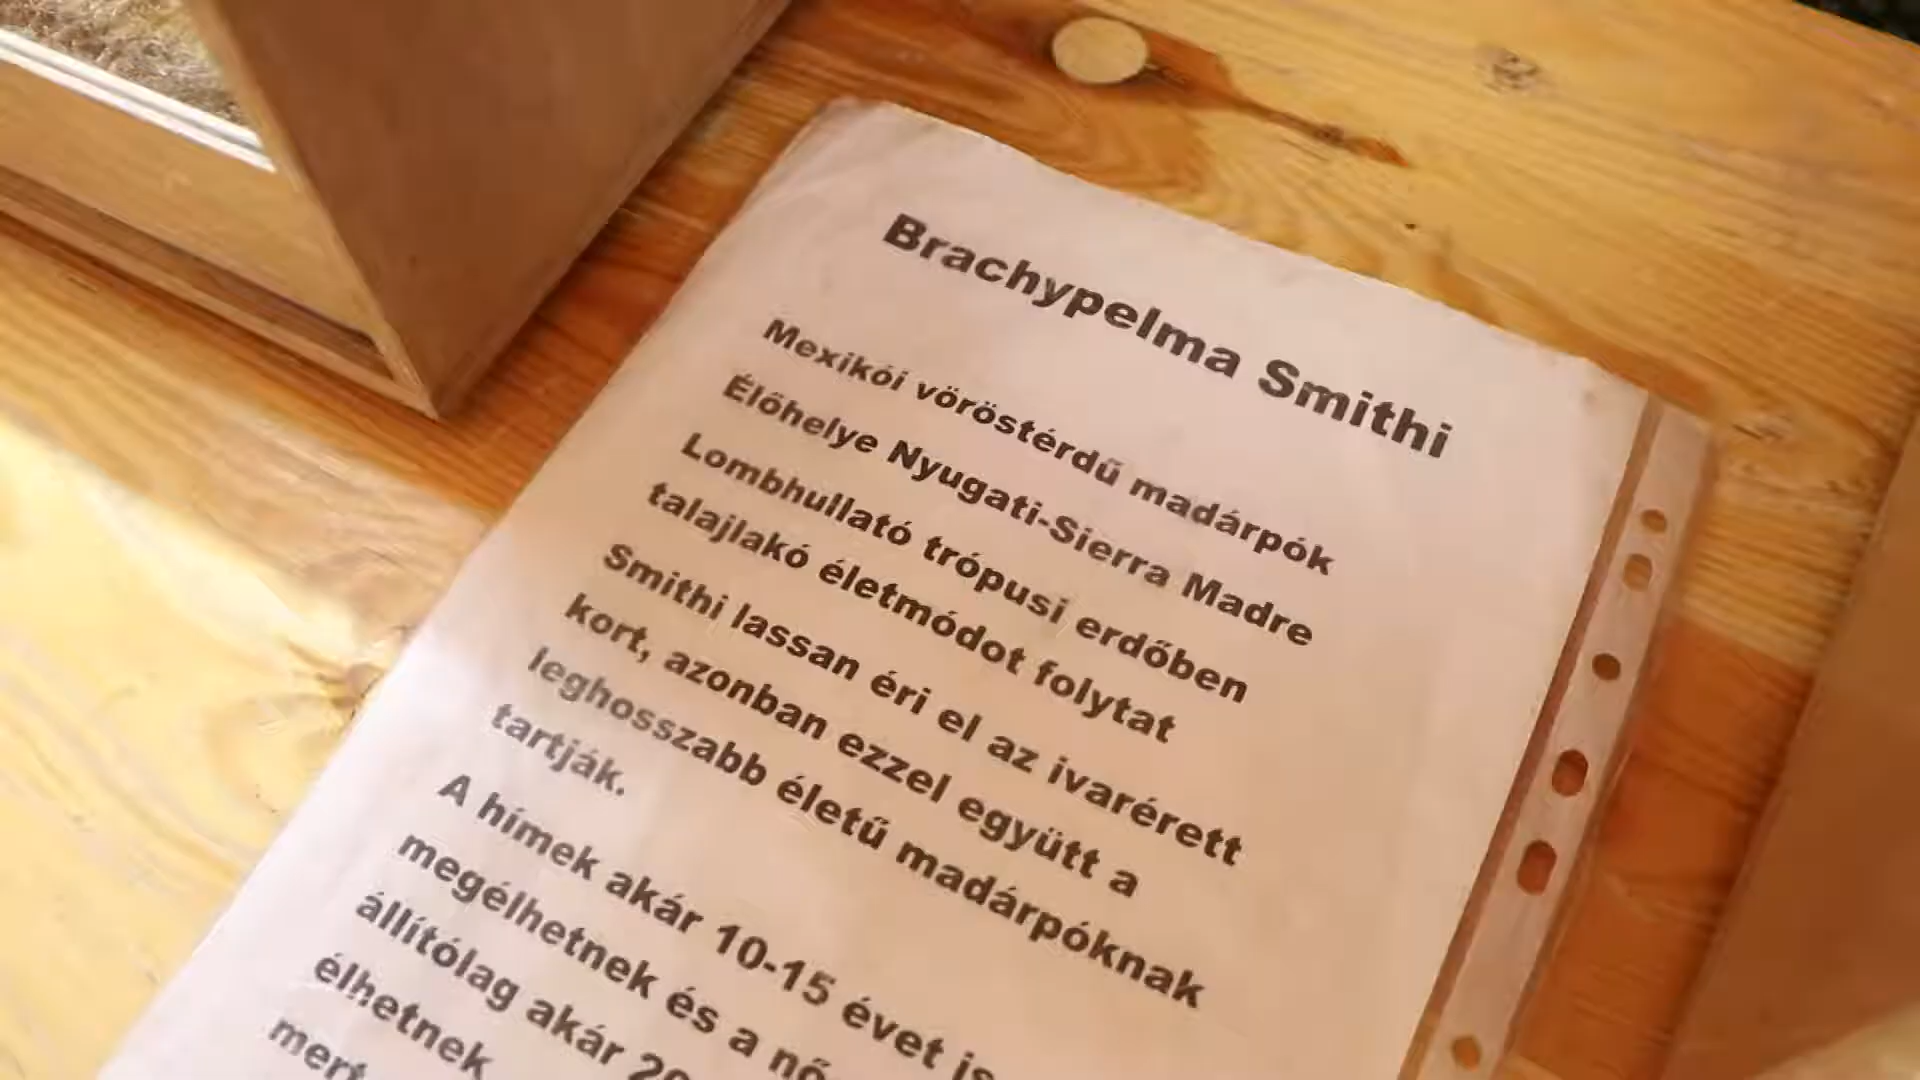 Brachypelma Smithi
Mexikói vöröstérdű madárpók
Élőhelye Nyugati-Sierra Madre
Lombhullató trópusi erdőben
talajlakó életmódot folytat
Smithi lassan éri el az ivarérett
kort, azonban ezzel együtt a
leghosszabb életű madárpóknak
tartják.
A hímek akár 10-15 évet is
megélhetnek és a nő
állítólag akár 20
élhetnek
mert